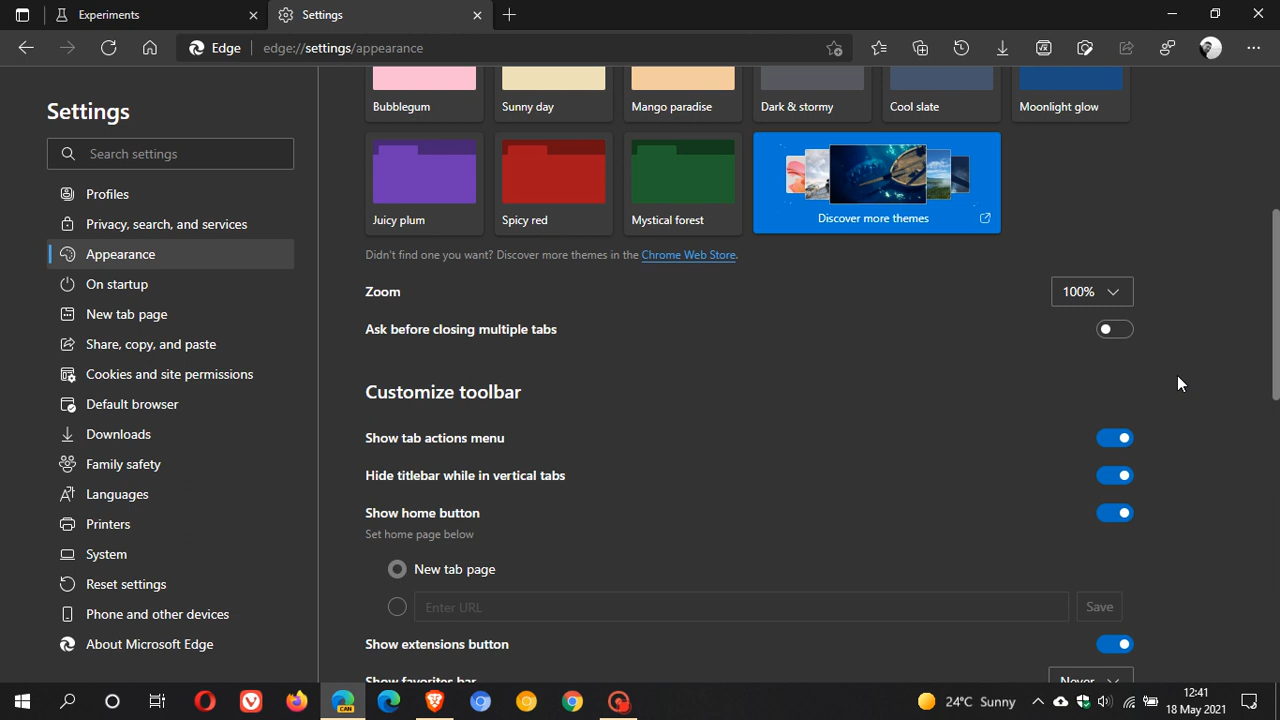 Experiments
Settings
Edge
edge://settings/appearance
Settings
Search settings
Profiles
Privacy, search, and services
Appearance
On startup
New tab page
Share, copy, and paste
Cookies and site permissions
Default browser
Downloads
Family safety
Languages
Printers
System
Reset settings
Phone and other devices
About Microsoft Edge
Bubblegum
Sunny day
Mango paradise
Dark & stormy
Cool slate
Moonlight glow
Juicy plum
Spicy red
Mystical forest
Discover more themes
Didn't find one you want? Discover more themes in the Chrome Web Store.
Zoom
100%
Ask before closing multiple tabs
Customize toolbar
Show tab actions menu
Hide titlebar while in vertical tabs
Show home button
Set home page below
New tab page
Enter URL
Save
Show extensions button
Show favorites bar
Never
CAN
24°C Sunny
12:41
18 May 2021